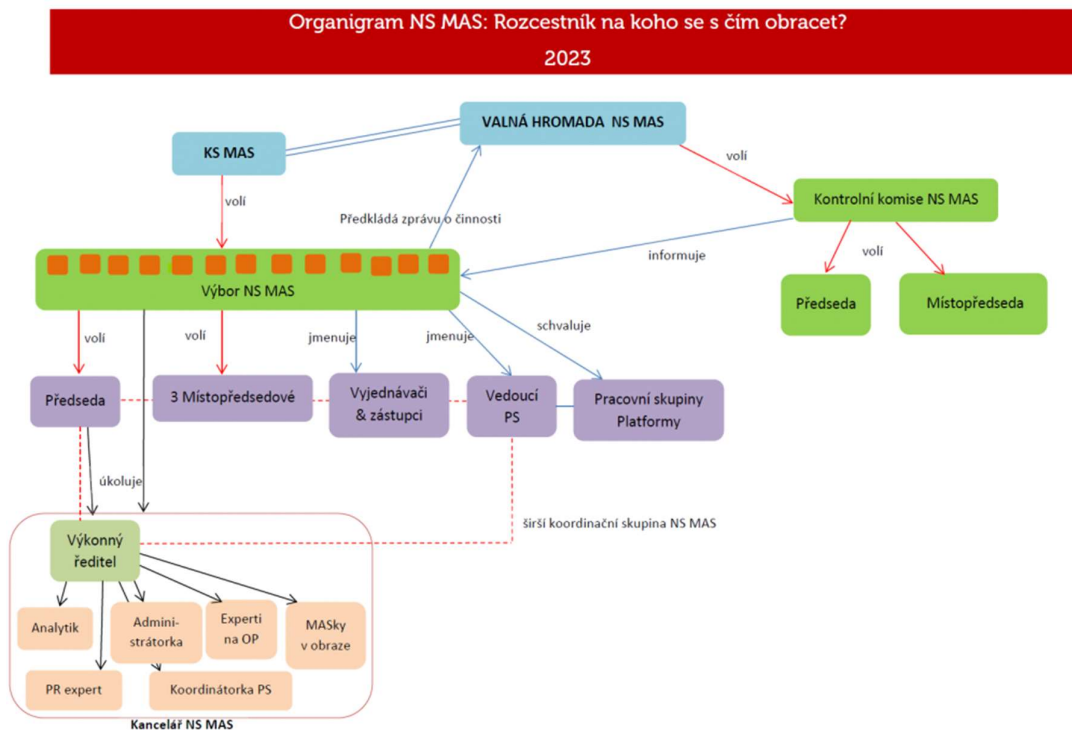 Organigram NS MAS: Rozcestník na koho se s čím obracet?
2023
VALNÁ HROMADA NS MAS
KS MAS
volí
volí
Kontrolní komise NS MAS
Předkládá zprávu o činnosti
informuje
volí
Výbor NS MAS
Předseda
Místopředseda
volí
volí
jmenuje
jmenuje
schvaluje
Předseda
3 Místopředsedové
Vyjednávači
& zástupci
Vedoucí
PS
Pracovní skupiny
Platformy
úkoluje
širší koordinační skupina NS MAS
Výkonný
ředitel
Analytik
Admini-
strátorka
Experti
na OP
MASky
v obraze
PR expert
Koordinátorka PS
Kancelář NS MAS